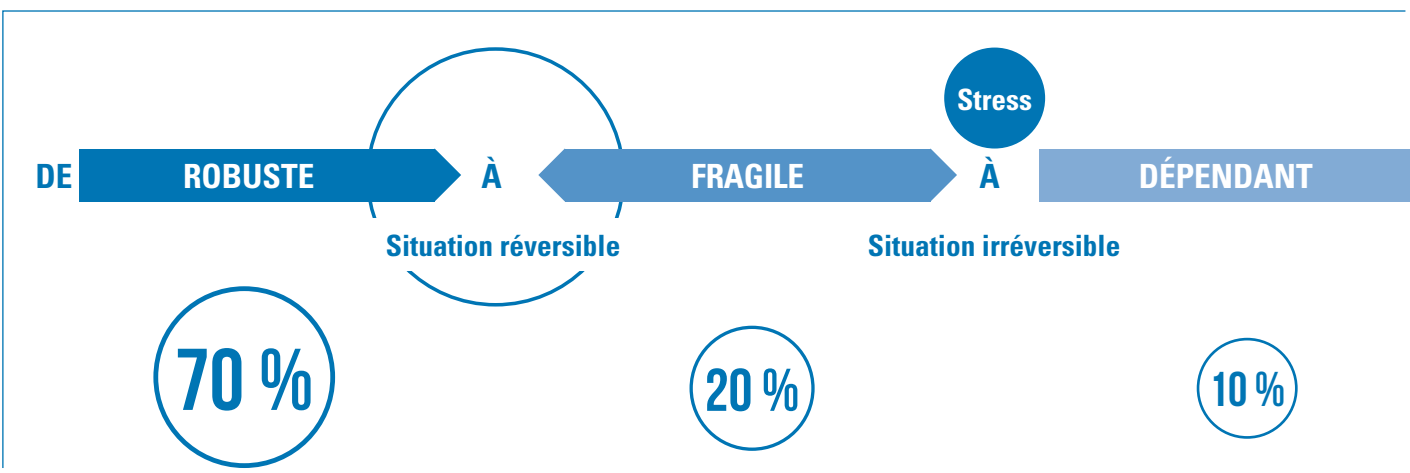 Stress
DE ROBUSTE À FRAGILE À DÉPENDANT
Situation réversible Situation irréversible
70 % 20 % 10 %